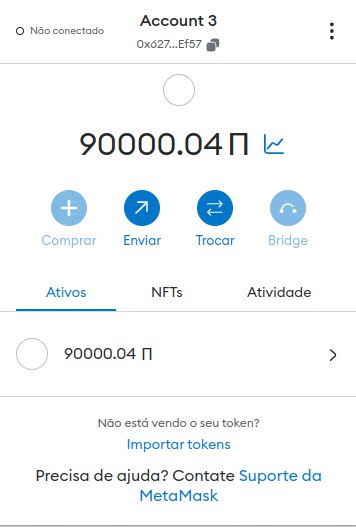 Account 3
Não conectado
0x627...Ef57
90000.04 Π
Comprar
Enviar
Trocar
Bridge
Ativos
NFTs
Atividade
90000.04 Π
Não está vendo o seu token?
Importar tokens
Precisa de ajuda? Contate Suporte da
MetaMask